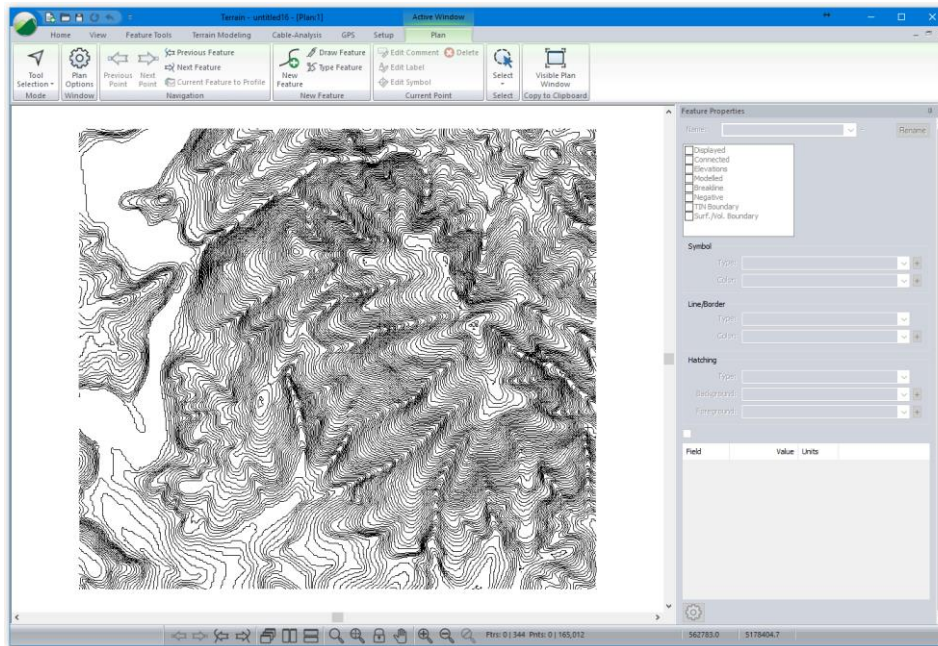 Terrain - untitled16 - [Plan:1]
Active Window
Home View Feature Tools Terrain Modeling Cable-Analysis GPS Setup Plan
Tool Selection
Mode
Plan Options
Window
Previous Point
Next Point
Previous Feature
Next Feature
Current Feature to Profile
Navigation
New Feature
Draw Feature
Type Feature
New Feature
Edit Comment Delete
Edit Label
Edit Symbol
Current Point
Select
Select
Visible Plan Window
Copy to Clipboard
Feature Properties
Name: Rename
Displayed
Connected
Elevations
Modelled
Breakline
Negative
TIN Boundary
Surf./Vol. Boundary
Symbol
Type:
Color:
Line/Border
Type:
Color:
Hatching
Type:
Background:
Foreground:
Field Value Units
Ftrs: 0 | 344 Pnts: 0 | 165,012
562783.0 5178404.7